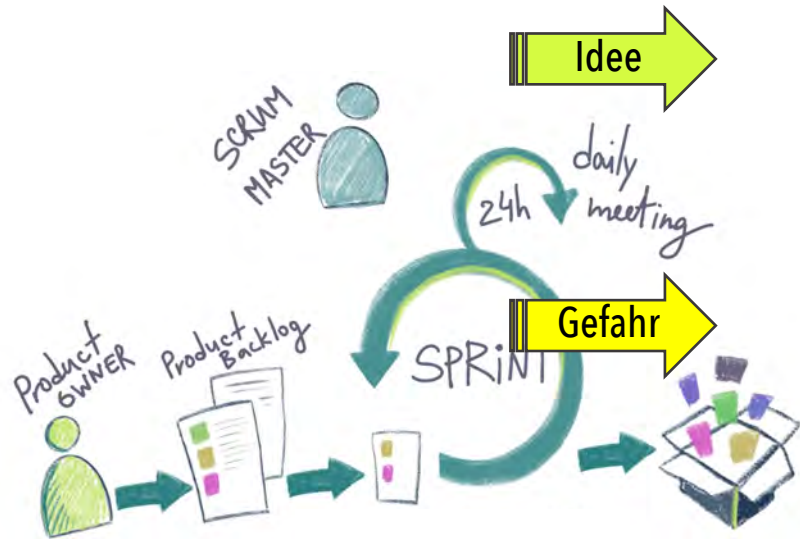 Idee
SCRUM
MASTER
daily
24h
meeting
Gefahr
SPRiNT
Product
OWNER
Product
Backlog